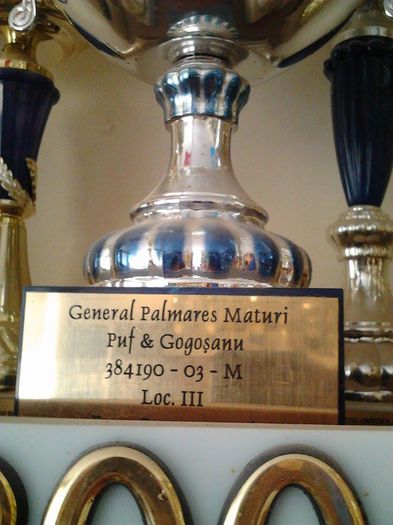 General Palmares Maturi
Puf & Gogoșanu
384190 - 03 - M
Loc. III